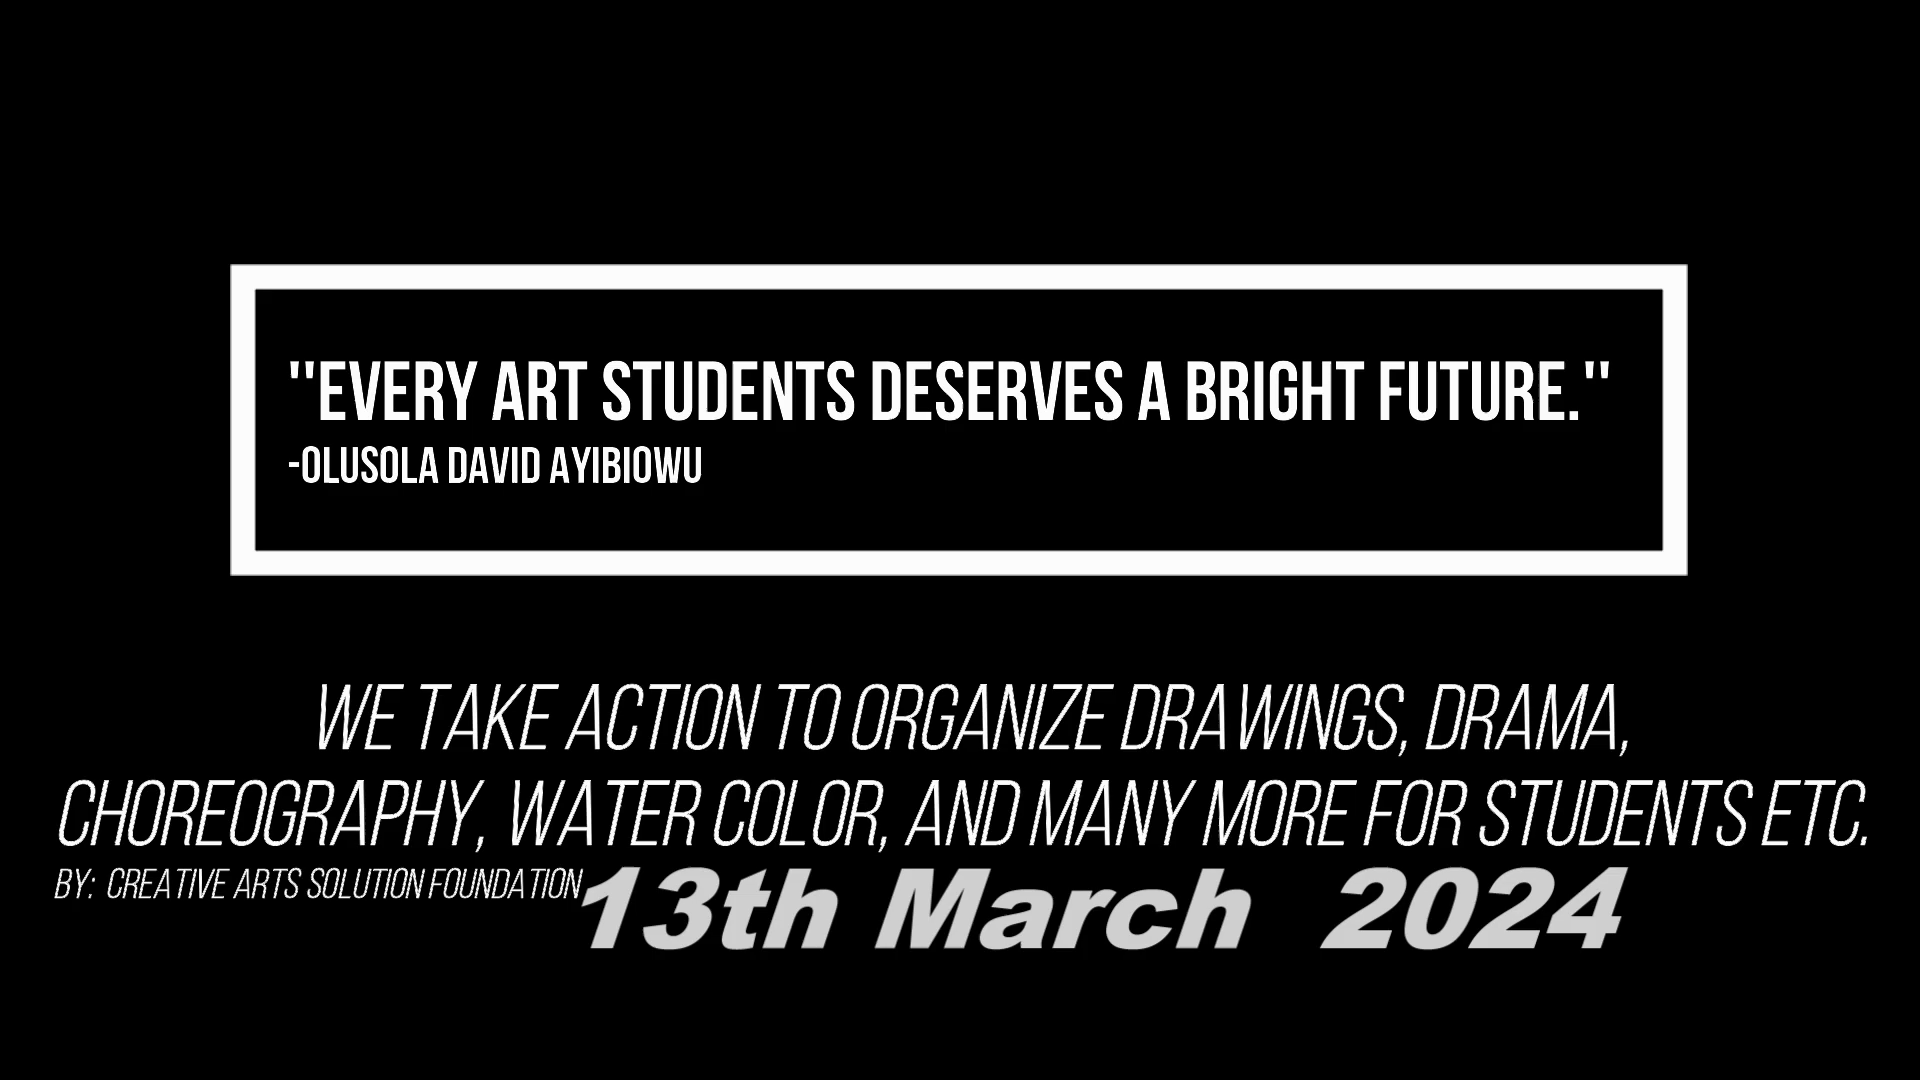 "EVERY ART STUDENTS DESERVES A BRIGHT FUTURE."
-OLUSOLA DAVID AYIBIOWU
WE TAKE ACTION TO ORGANIZE DRAWINGS, DRAMA,
CHOREOGRAPHY, WATER COLOR, AND MANY MORE FOR STUDENTS ETC.
BY: CREATIVE ARTS SOLUTION FOUNDATION
13th March 2024